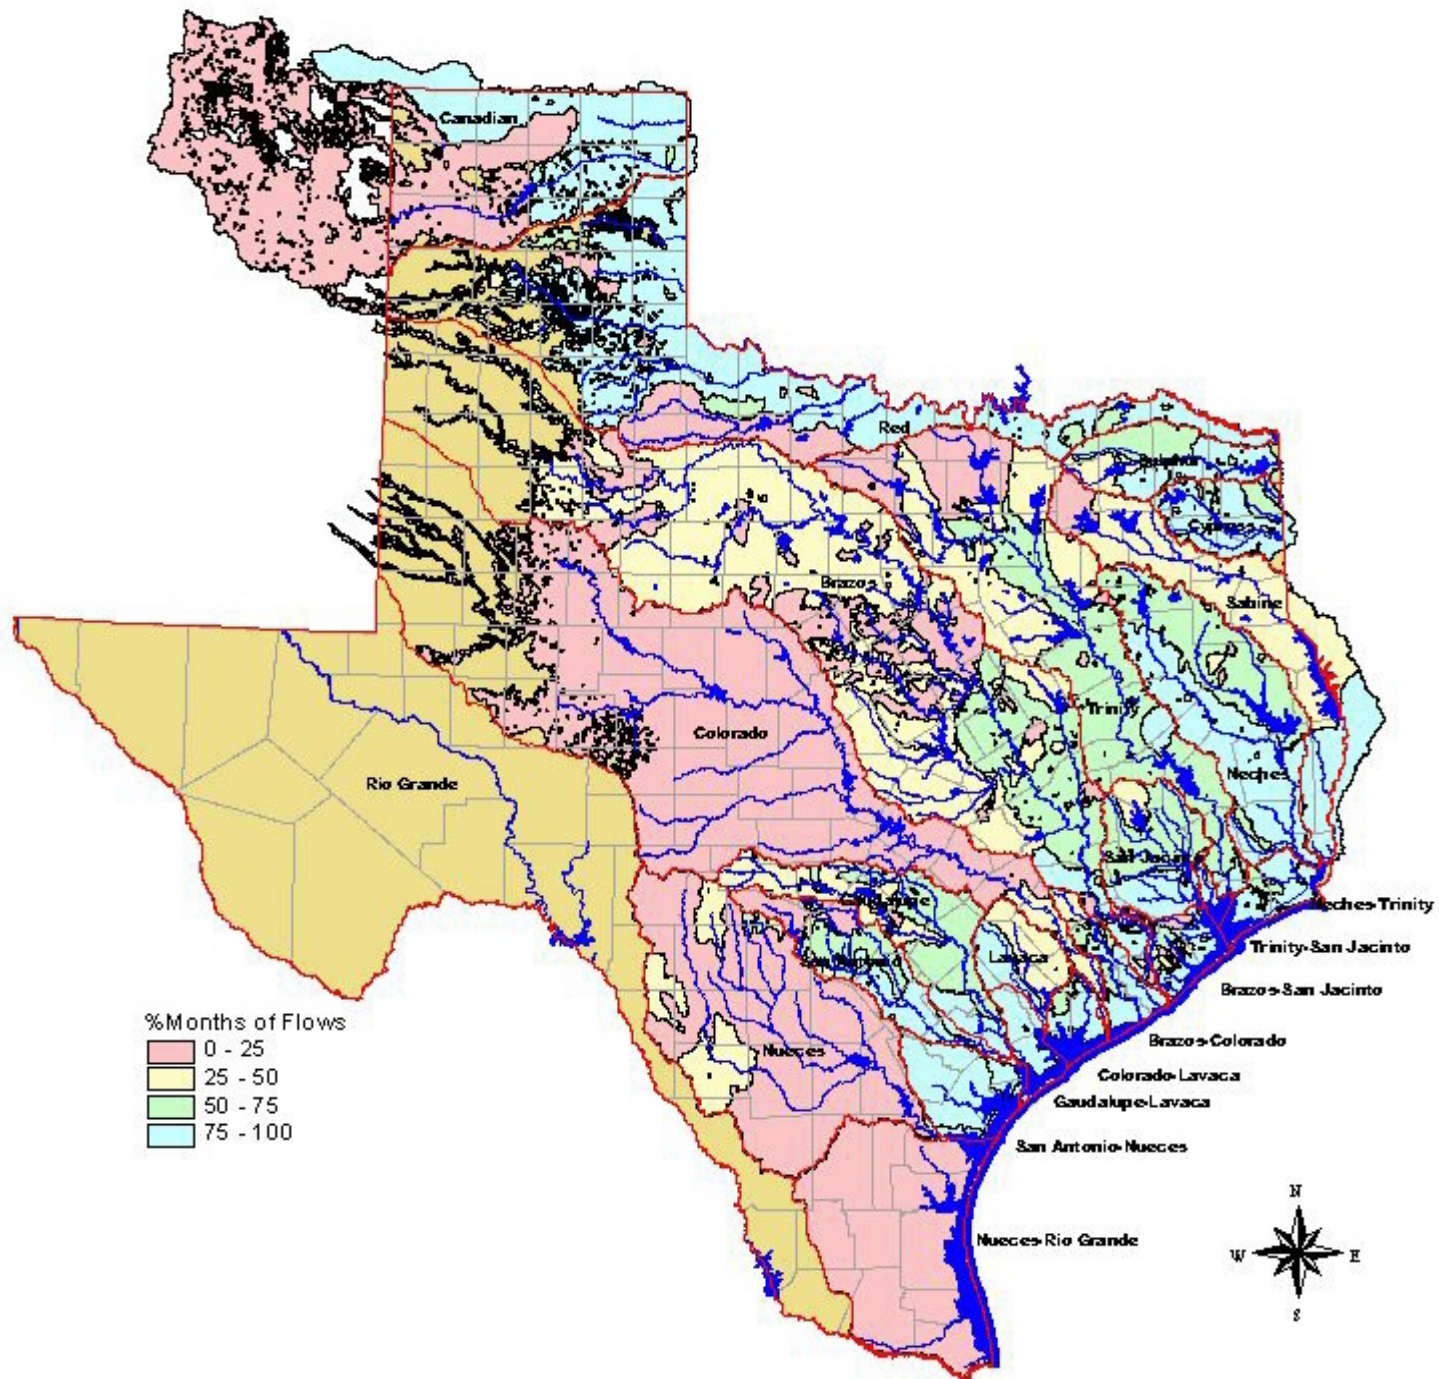 Canadian
Red
Sulphur
Cypress
Brazos
Sabine
Trinity
Colorado
Neches
Rio Grande
San Jacinto
Guadalupe
Neches-Trinity
Trinity-San Jacinto
San Antonio
Lavaca
Brazos-San Jacinto
%Months of Flows
0 - 25
25 - 50
50 - 75
75 - 100
Nueces
Brazos-Colorado
Colorado-Lavaca
Gaudalupe-Lavaca
San Antonio-Nueces
Nueces-Rio Grande
N
W E
S